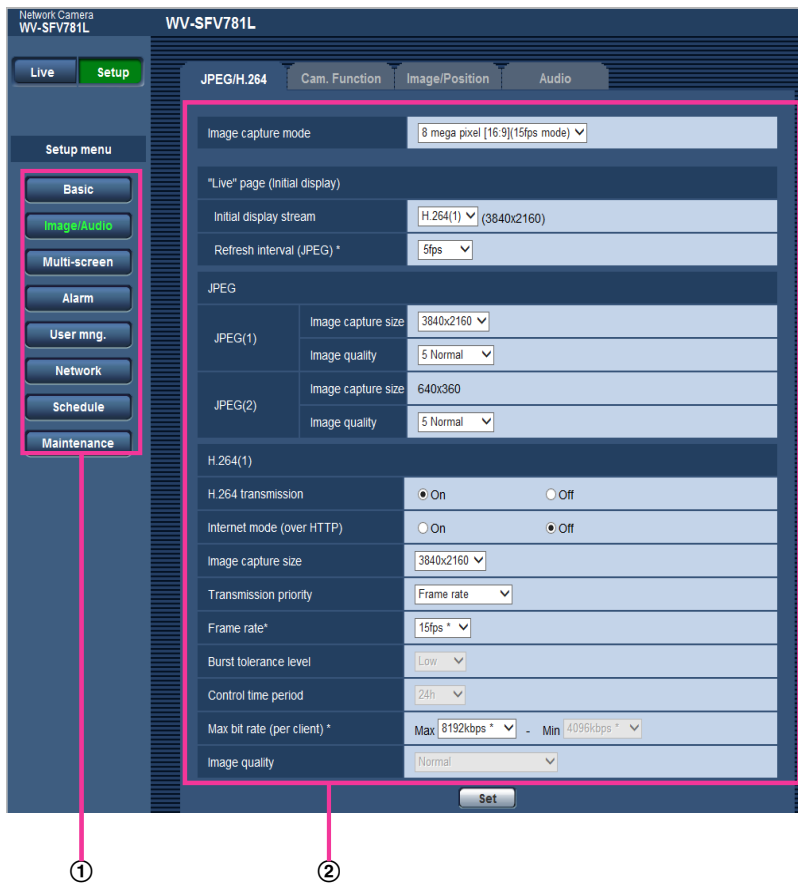 Network Camera
WV-SFV781L
WV-SFV781L
Live Setup
JPEG/H.264 Cam. Function Image/Position Audio
Setup menu
Basic
Image/Audio
Multi-screen
Alarm
User mng.
Network
Schedule
Maintenance
Image capture mode 8 mega pixel [16:9](15fps mode)
"Live" page (Initial display)
Initial display stream H.264(1) (3840x2160)
Refresh interval (JPEG) * 5fps
JPEG
JPEG(1)
Image capture size 3840x2160
Image quality 5 Normal
JPEG(2)
Image capture size 640x360
Image quality 5 Normal
H.264(1)
H.264 transmission On Off
Internet mode (over HTTP) On Off
Image capture size 3840x2160
Transmission priority Frame rate
Frame rate* 15fps *
Burst tolerance level Low
Control time period 24h
Max bit rate (per client) * Max 8192kbps * - Min 4096kbps *
Image quality Normal
Set
① ②